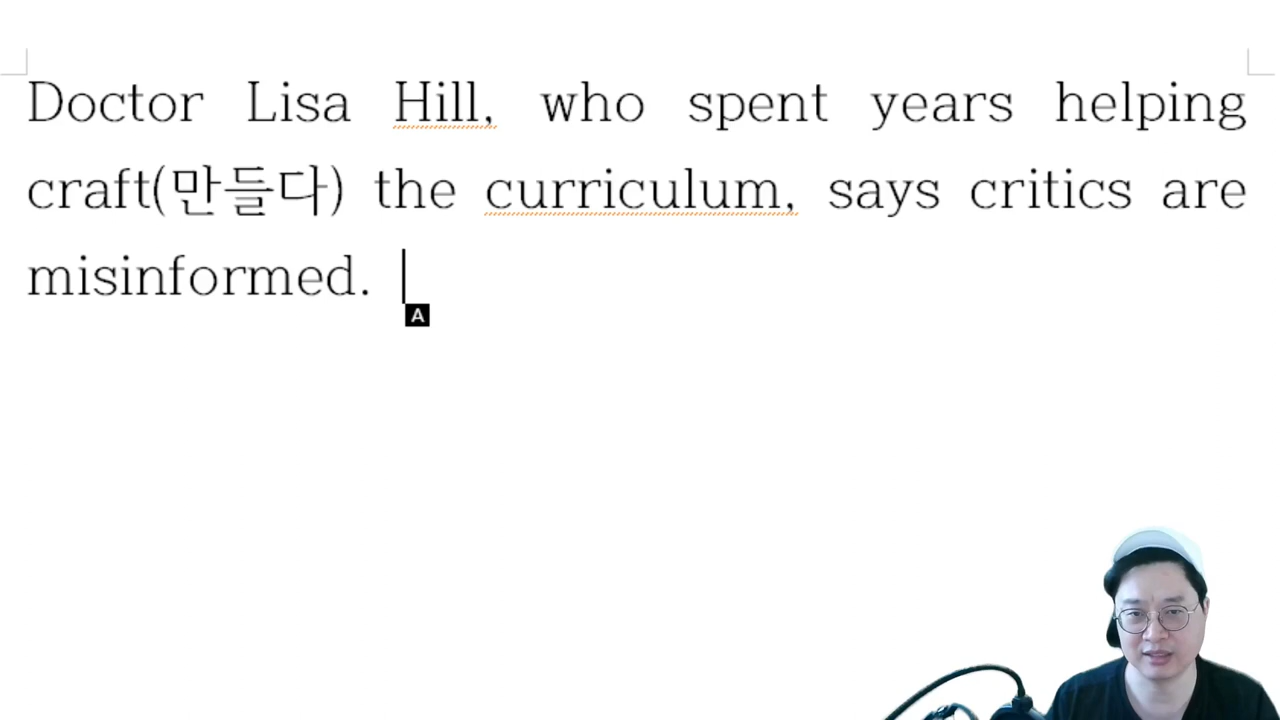 Doctor Lisa Hill, who spent years helping
craft(만들다) the curriculum, says critics are
misinformed.
A